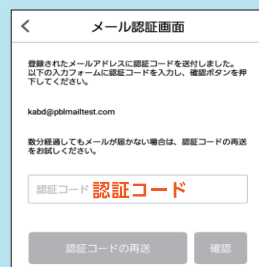 メール認証画面
登録されたメールアドレスに認証コードを送付しました。
以下の入力フォームに認証コードを入力し、確認ボタンを押
下してください。
kabd@pblmailtest.com
数分経過してもメールが届かない場合は、認証コードの再送
をお試しください。
認証コード 認証コード
認証コードの再送 確認